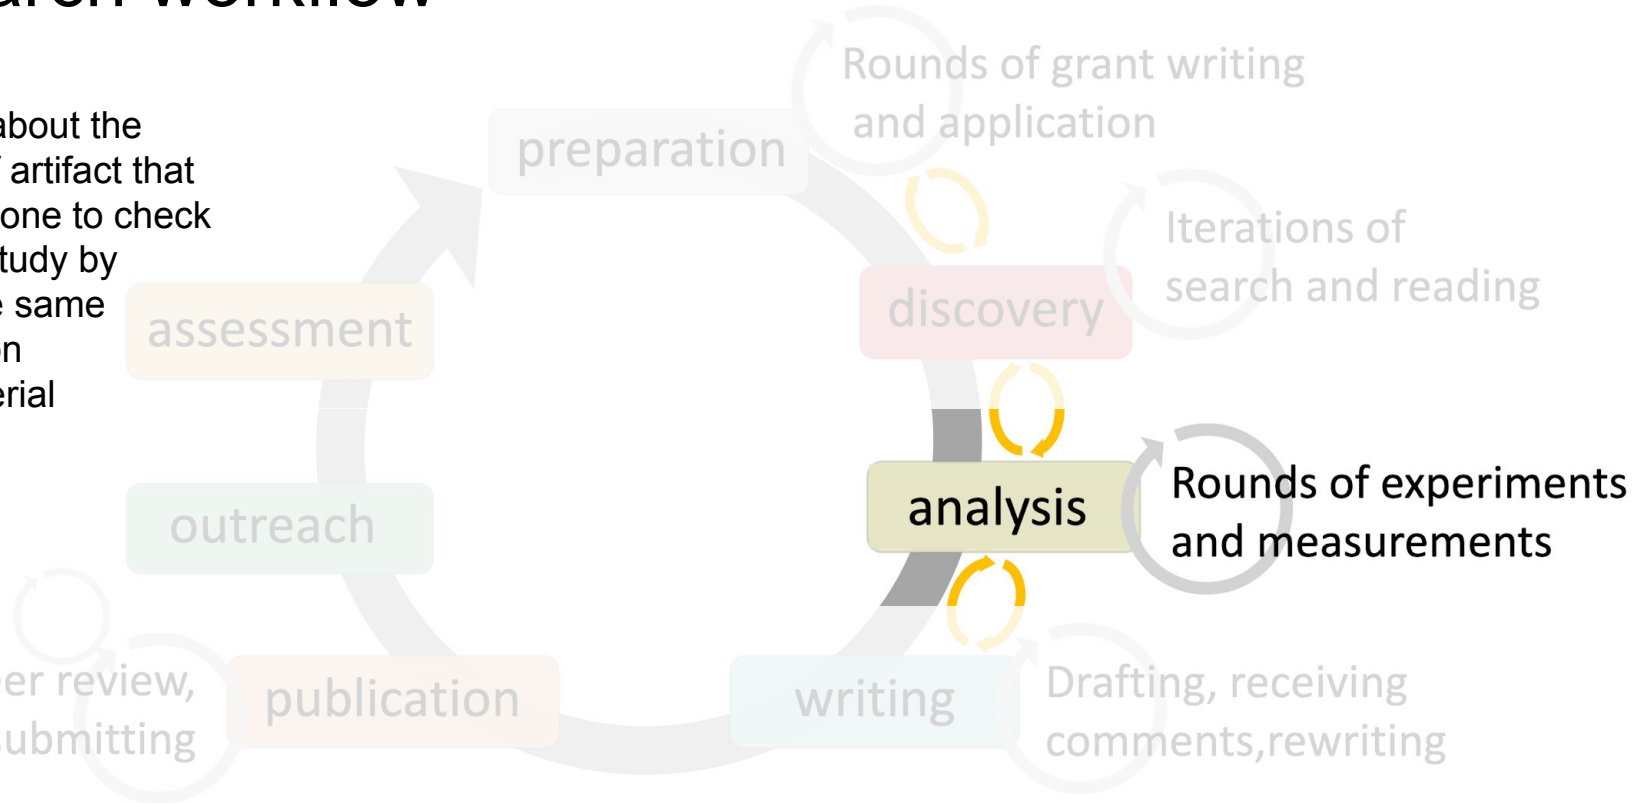 workflow
about the
artifact that
one to check
tudy by
same
preparation
Rounds of grant writing
and application
discovery
Iterations of
search and reading
assessment
analysis
Rounds of experiments
and measurements
outreach
writing
Drafting, receiving
comments,rewriting
publication
er review,
submitting